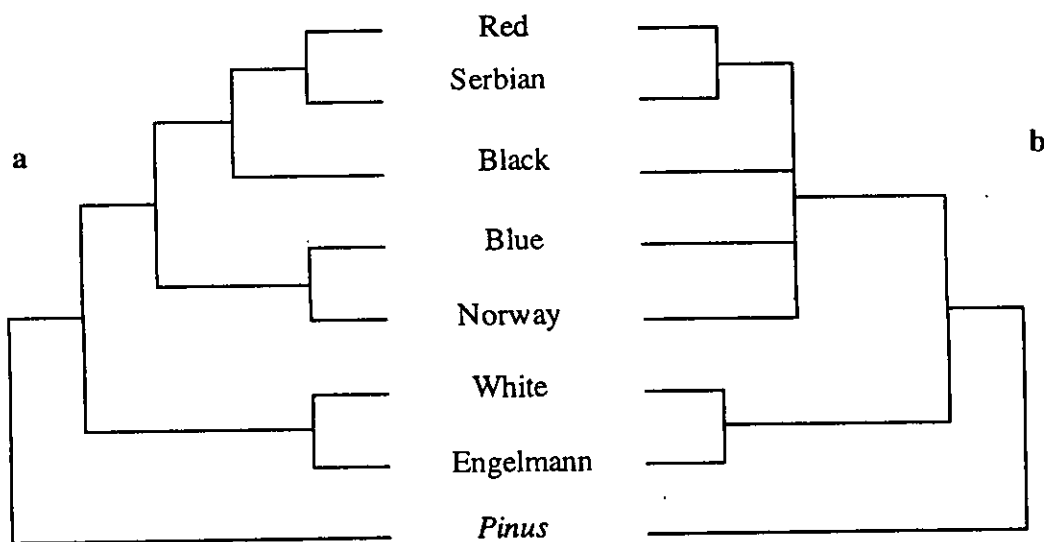 Red
Serbian
a
Black
b
Blue
Norway
White
Engelmann
Pinus